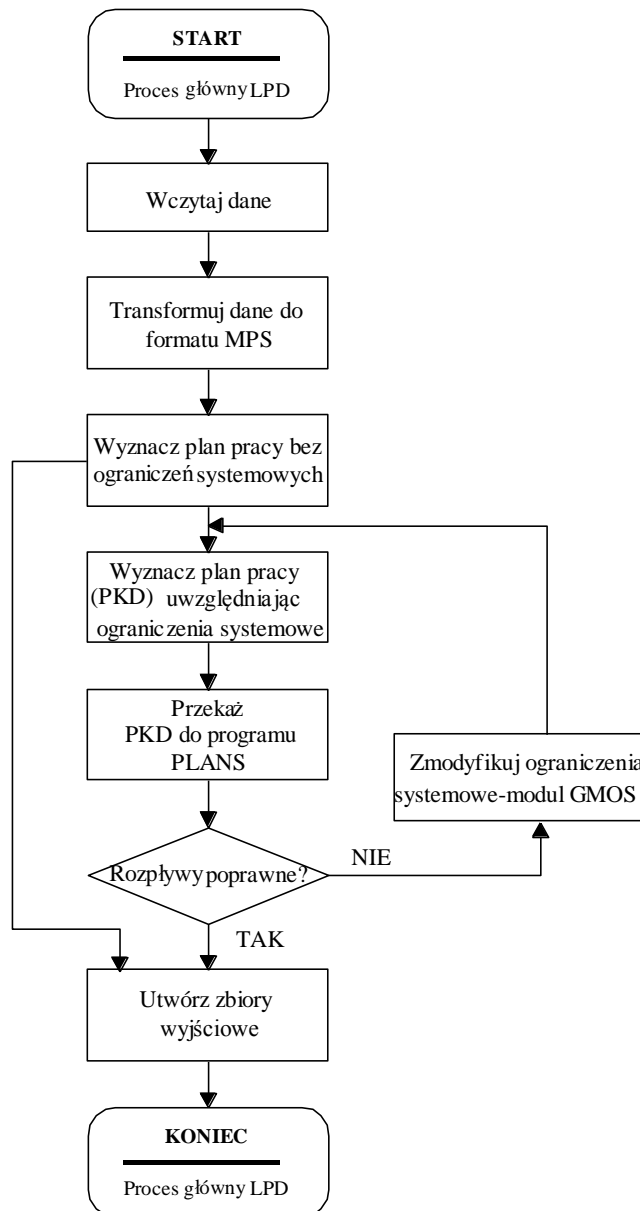 START
Proces główny LPD
Wczytaj dane
Transformuj dane do
formatu MPS
Wyznacz plan pracy bez
ograniczeń systemowych
Wyznacz plan pracy
(PKD) uwzględniając
ograniczenia systemowe
Przekaż
PKD do programu
PLANS
Zmodyfikuj ograniczenia
systemowe-modul GMOS
Rozpływy poprawne?
NIE
TAK
Utwórz zbiory
wyjściowe
KONIEC
Proces główny LPD